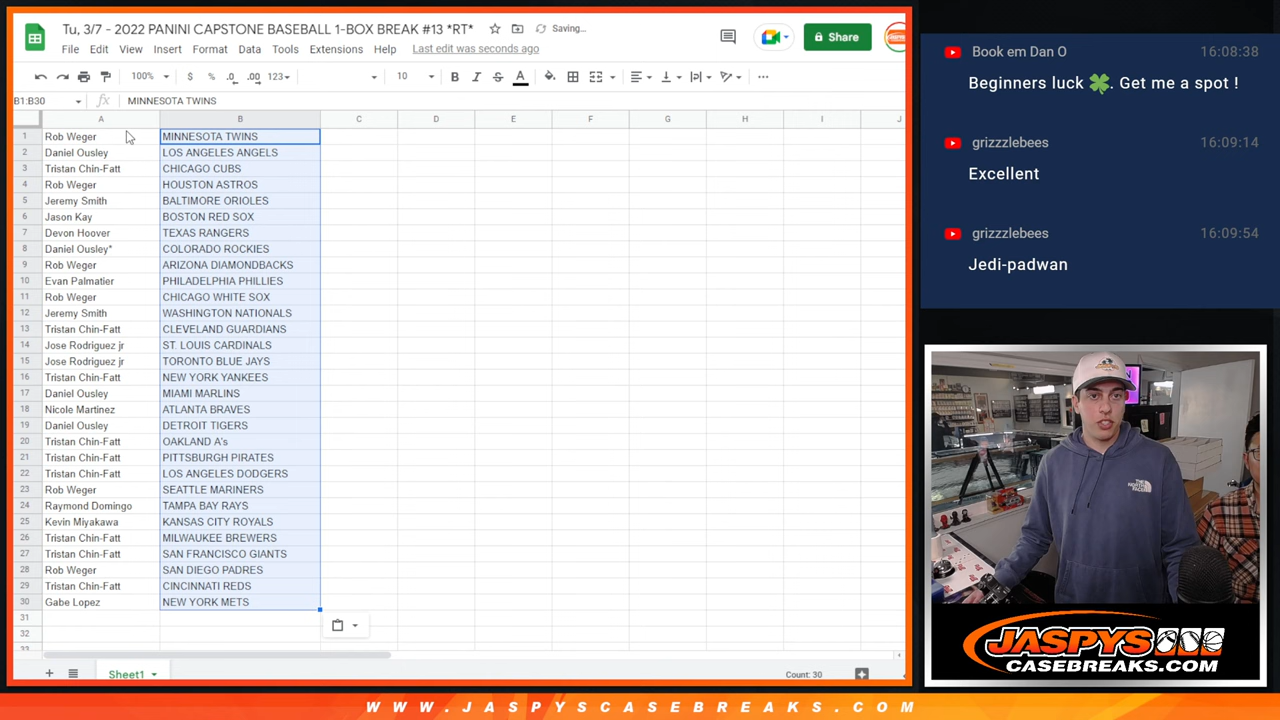 Tu, 3/7 - 2022 PANINI CAPSTONE BASEBALL 1-BOX BREAK #13 *RT*
Saving...
File Edit View Insert Format Data Tools Extensions Help Last edit was seconds ago
Share
100% $ % .0 .00 123 10 B I S A
B1:B30 fx MINNESOTA TWINS
A B C D E F G H I J
1 Rob Weger MINNESOTA TWINS
2 Daniel Ousley LOS ANGELES ANGELS
3 Tristan Chin-Fatt CHICAGO CUBS
4 Rob Weger HOUSTON ASTROS
5 Jeremy Smith BALTIMORE ORIOLES
6 Jason Kay BOSTON RED SOX
7 Devon Hoover TEXAS RANGERS
8 Daniel Ousley* COLORADO ROCKIES
9 Rob Weger ARIZONA DIAMONDBACKS
10 Evan Palmatier PHILADELPHIA PHILLIES
11 Rob Weger CHICAGO WHITE SOX
12 Jeremy Smith WASHINGTON NATIONALS
13 Tristan Chin-Fatt CLEVELAND GUARDIANS
14 Jose Rodriguez jr ST. LOUIS CARDINALS
15 Jose Rodriguez jr TORONTO BLUE JAYS
16 Tristan Chin-Fatt NEW YORK YANKEES
17 Daniel Ousley MIAMI MARLINS
18 Nicole Martinez ATLANTA BRAVES
19 Daniel Ousley DETROIT TIGERS
20 Tristan Chin-Fatt OAKLAND A's
21 Tristan Chin-Fatt PITTSBURGH PIRATES
22 Tristan Chin-Fatt LOS ANGELES DODGERS
23 Rob Weger SEATTLE MARINERS
24 Raymond Domingo TAMPA BAY RAYS
25 Kevin Miyakawa KANSAS CITY ROYALS
26 Tristan Chin-Fatt MILWAUKEE BREWERS
27 Tristan Chin-Fatt SAN FRANCISCO GIANTS
28 Rob Weger SAN DIEGO PADRES
29 Tristan Chin-Fatt CINCINNATI REDS
30 Gabe Lopez NEW YORK METS
31
32
33
Sheet1
Count: 30
Book em Dan O 16:08:38
Beginners luck 🍀. Get me a spot !
grizzzlebees 16:09:14
Excellent
grizzzlebees 16:09:54
Jedi-padwan
THE NORTH FACE
JASPYS
CASEBREAKS.COM
WWW.JASPYSCASEBREAKS.COM